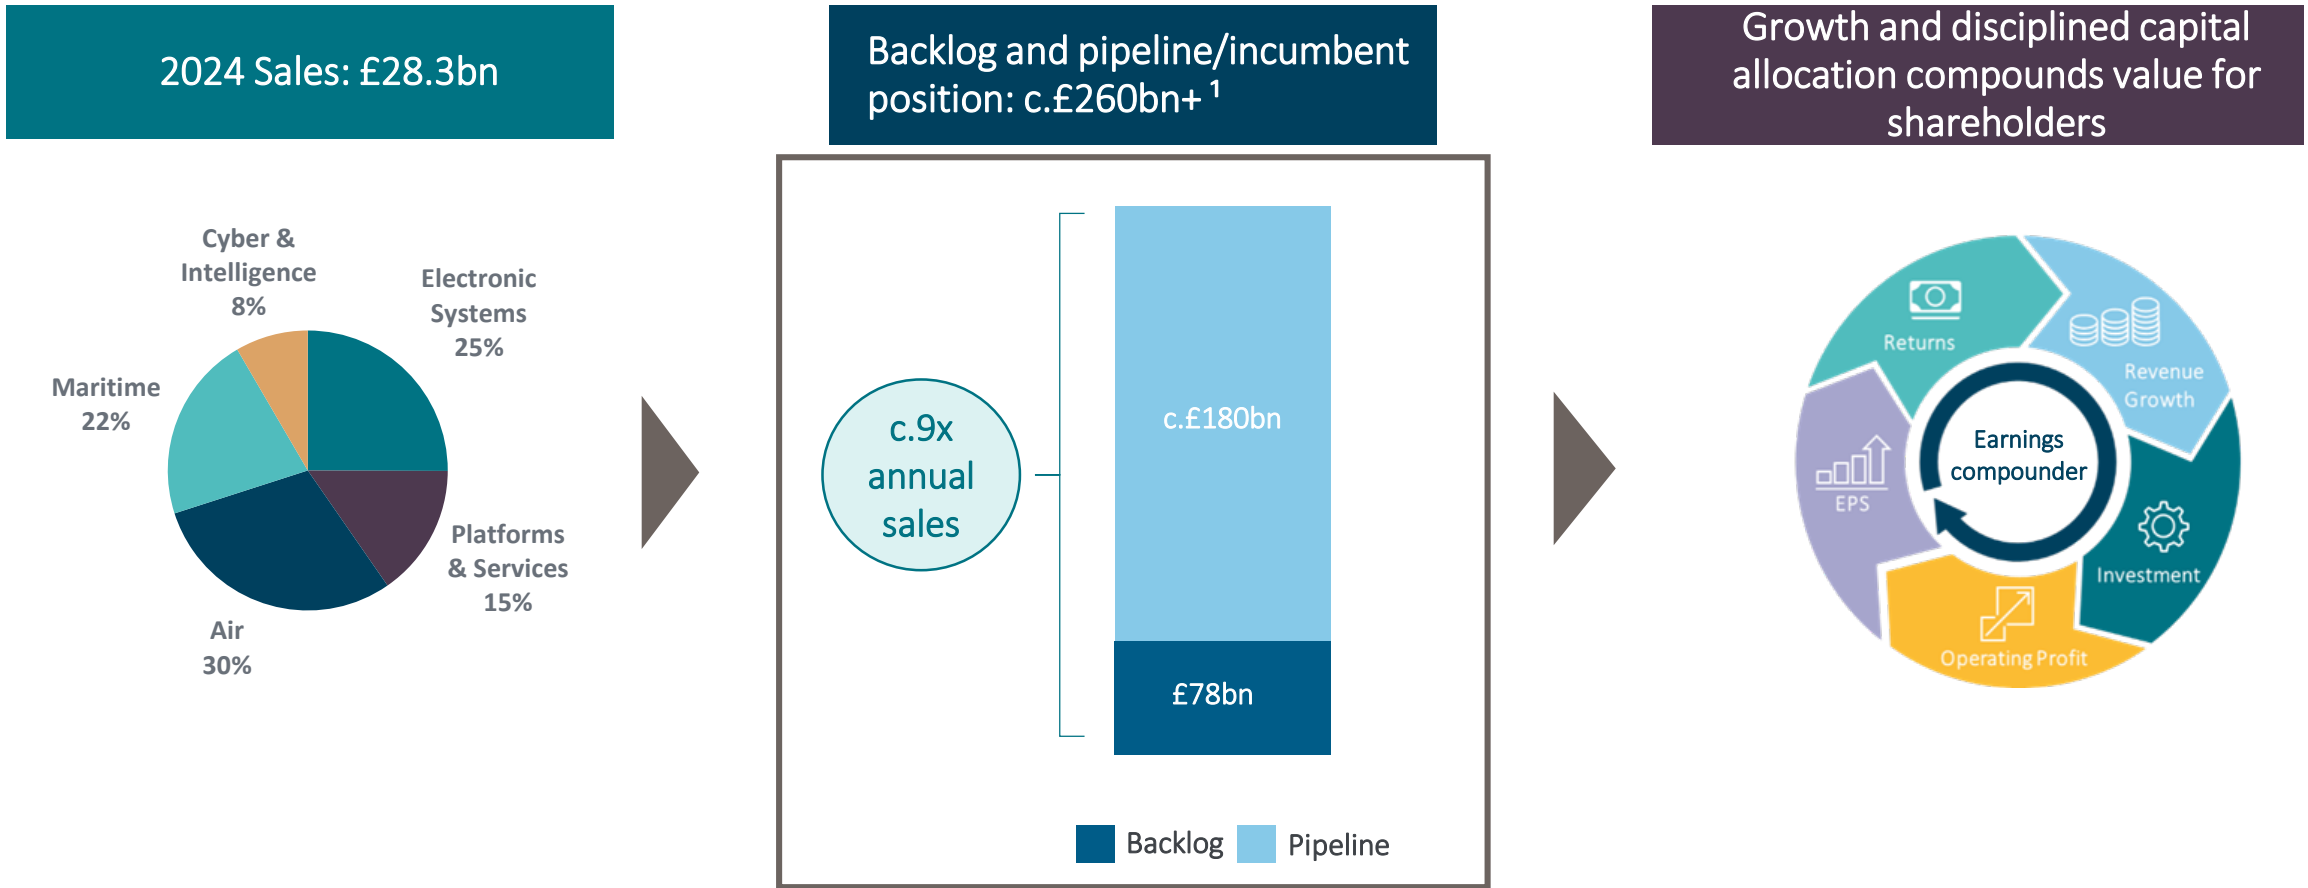 2024 Sales: £28.3bn
Cyber &
Intelligence
8%
Electronic
Systems
25%
Maritime
22%
Platforms
& Services
15%
Air
30%
Backlog and pipeline/incumbent
position: c.£260bn+ ¹
c.9x
annual
sales
c.£180bn
£78bn
Backlog
Pipeline
Growth and disciplined capital
allocation compounds value for
shareholders
Returns
Revenue
Growth
Earnings
compounder
EPS
Investment
Operating Profit